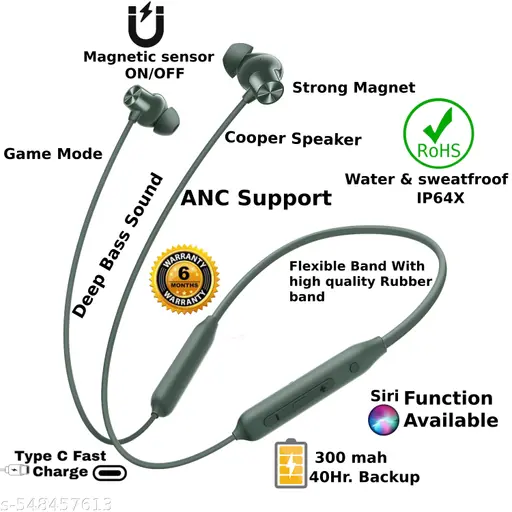 Magnetic sensor
ON/OFF
Strong Magnet
Game Mode
Cooper Speaker
RoHS
Water & sweatfroof
IP64X
Deep Bass Sound
ANC Support
WARRANTY
6
MONTHS
WARRANTY
Flexible Band With
high quality Rubber
band
Siri Function
Available
Type C Fast
Charge
300 mah
40Hr. Backup
s-548457613